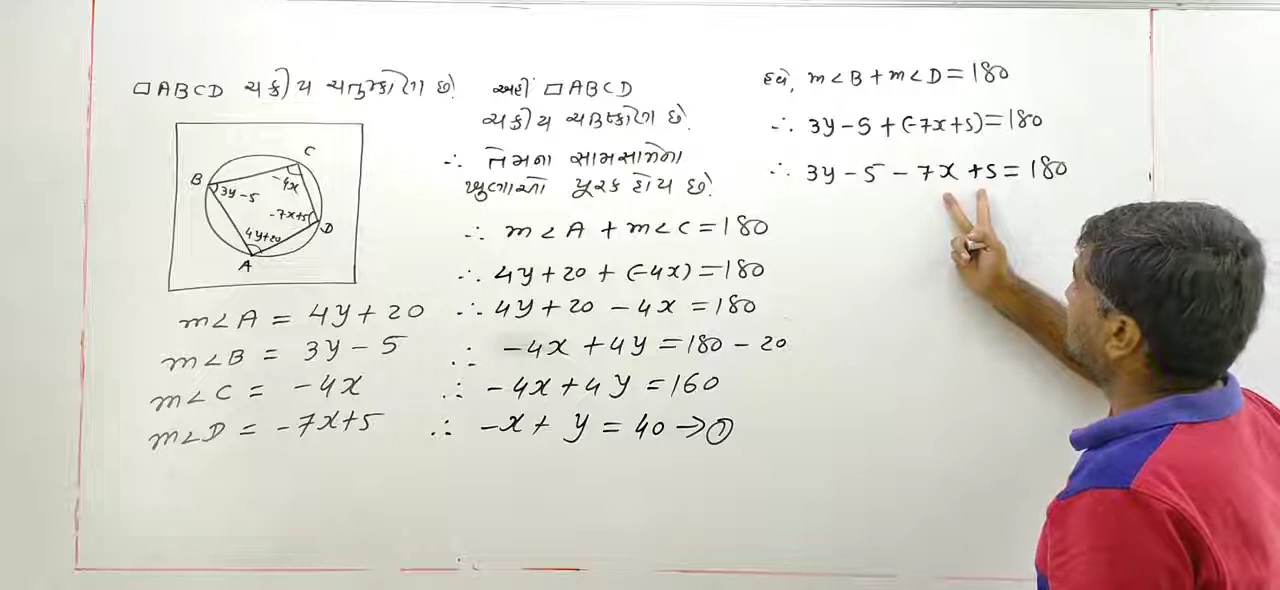 □ABCD ચક્રીય ચતુષ્કોણ છે.
C
B
-4x
3y-5
-7x+5
D
4y+20
A
m∠A = 4y+20
m∠B = 3y-5
m∠C = -4x
m∠D = -7x+5
અહીં □ABCD
ચક્રીય ચતુષ્કોણ છે.
∴ તેમના સામસામેના
ખુણાઓ પૂરક હોય છે.
∴ m∠A + m∠C = 180
∴ 4y+20 + (-4x) = 180
∴ 4y+20 -4x = 180
∴ -4x +4y = 180-20
∴ -4x+4y = 160
∴ -x+ y = 40 → ①
હવે, m∠B + m∠D = 180
∴ 3y-5 + (-7x+5) = 180
∴ 3y-5 -7x +5 = 180